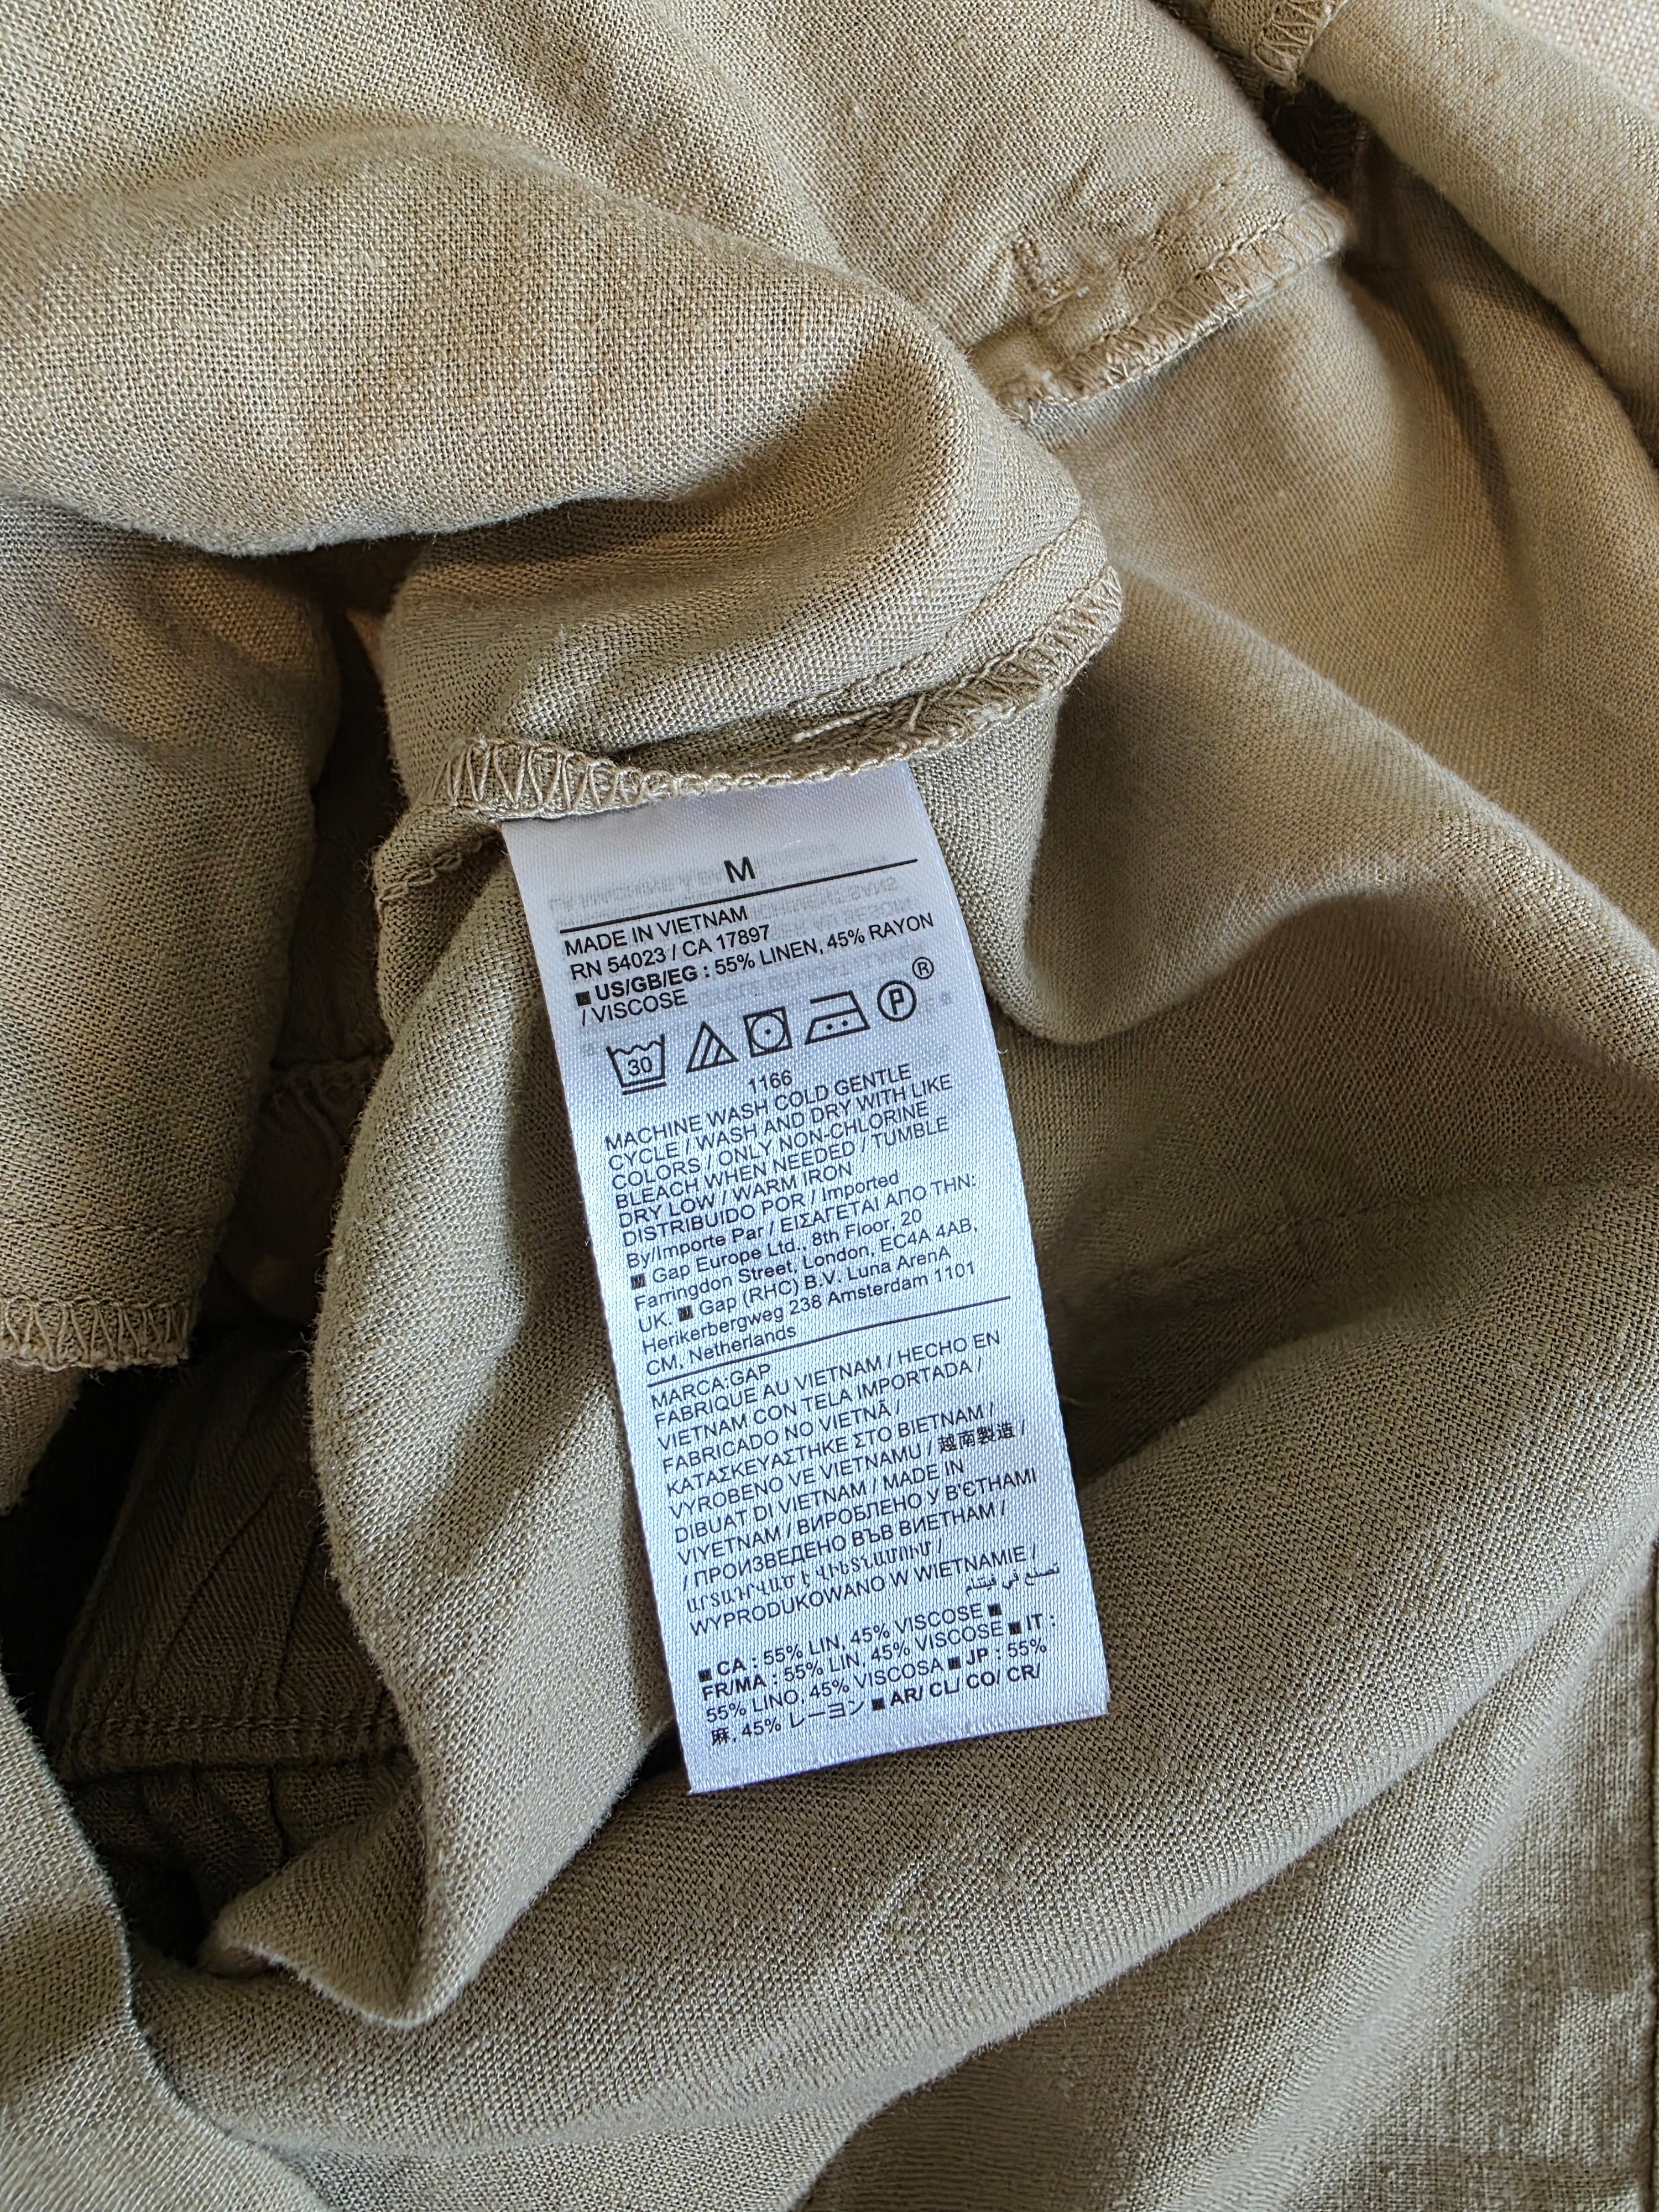 M
MADE IN VIETNAM
RN 54023 / CA 17897
■ US/GB/EG : 55% LINEN, 45% RAYON
/ VISCOSE
30 P ®
1166
MACHINE WASH COLD GENTLE
CYCLE / WASH AND DRY WITH LIKE
COLORS / ONLY NON-CHLORINE
BLEACH WHEN NEEDED / TUMBLE
DRY LOW / WARM IRON
DISTRIBUIDO POR / Imported
By/Importe Par / ΕΙΣΑΓΕΤΑΙ ΑΠΟ ΤΗΝ:
■ Gap Europe Ltd., 8th Floor, 20
Farringdon Street, London, EC4A 4AB,
UK. ■ Gap (RHC) B.V. Luna ArenA
Herikerbergweg 238 Amsterdam 1101
CM, Netherlands
MARCA:GAP
FABRIQUE AU VIETNAM / HECHO EN
VIETNAM CON TELA IMPORTADA /
FABRICADO NO VIETNÃ /
ΚΑΤΑΣΚΕΥΑΣΤΗΚΕ ΣΤΟ ΒΙΕΤΝΑΜ /
VYROBENO VE VIETNAMU / 越南製造 /
DIBUAT DI VIETNAM / MADE IN
VIYETNAM / ВИРОБЛЕНО У В'ЄТНАМІ
/ ПРОИЗВЕДЕНО ВЪВ ВИЕТНАМ /
ԱՐՏԱԴՐՎԱԾ Է ՎԻԵՏՆԱՄՈՒՄ /
WYPRODUKOWANO W WIETNAMIE / تصنع في فيتنام
■ CA : 55% LIN, 45% VISCOSE ■
FR/MA : 55% LIN, 45% VISCOSE ■ IT :
55% LINO, 45% VISCOSA ■ JP : 55%
麻, 45% レーヨン ■ AR/ CL/ CO/ CR/